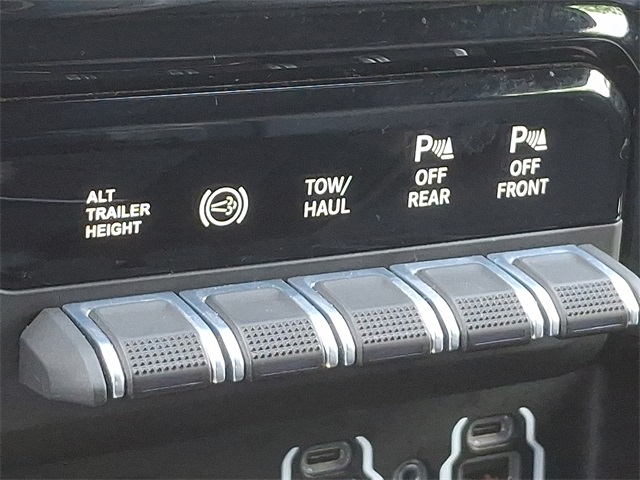 ALT
TRAILER
HEIGHT
TOW/
HAUL
P
OFF
REAR
P
OFF
FRONT